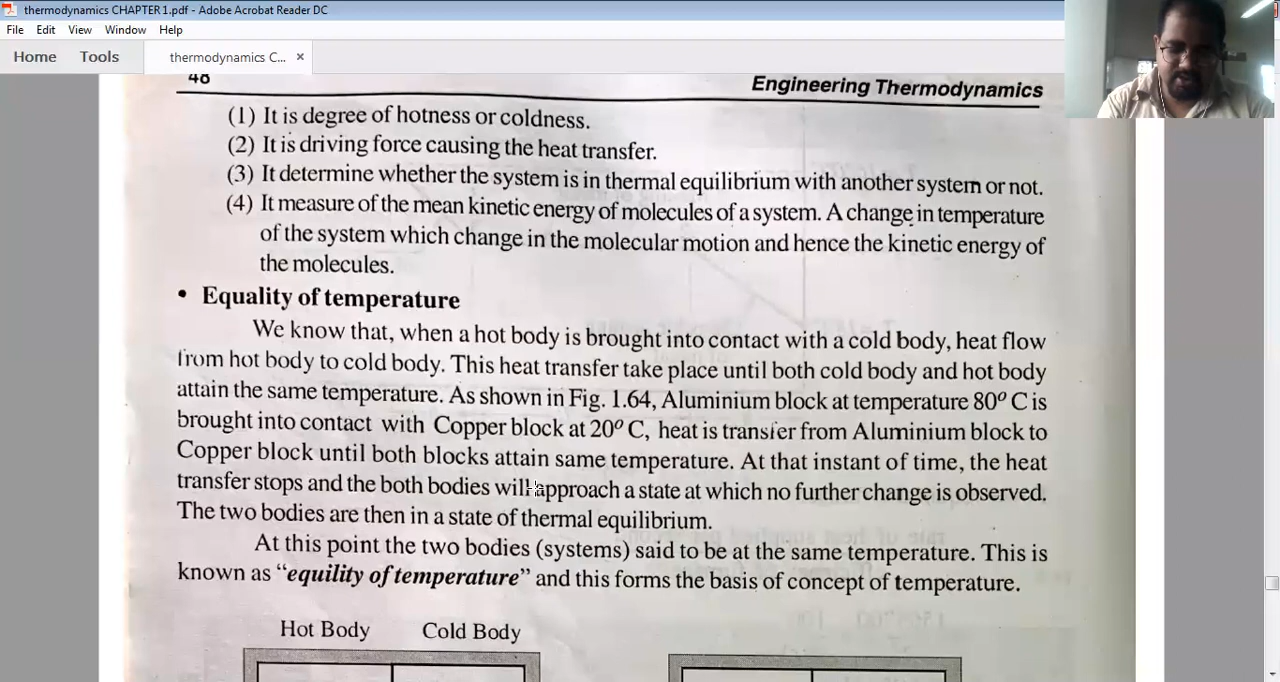 thermodynamics CHAPTER 1.pdf - Adobe Acrobat Reader DC
File Edit View Window Help
Home Tools thermodynamics C... ×
48 Engineering Thermodynamics
(1) It is degree of hotness or coldness.
(2) It is driving force causing the heat transfer.
(3) It determine whether the system is in thermal equilibrium with another system or not.
(4) It measure of the mean kinetic energy of molecules of a system. A change in temperature
of the system which change in the molecular motion and hence the kinetic energy of
the molecules.
• Equality of temperature
We know that, when a hot body is brought into contact with a cold body, heat flow
from hot body to cold body. This heat transfer take place until both cold body and hot body
attain the same temperature. As shown in Fig. 1.64, Aluminium block at temperature 80° C is
brought into contact with Copper block at 20° C, heat is transfer from Aluminium block to
Copper block until both blocks attain same temperature. At that instant of time, the heat
transfer stops and the both bodies will approach a state at which no further change is observed.
The two bodies are then in a state of thermal equilibrium.
At this point the two bodies (systems) said to be at the same temperature. This is
known as “equility of temperature” and this forms the basis of concept of temperature.
Hot Body Cold Body